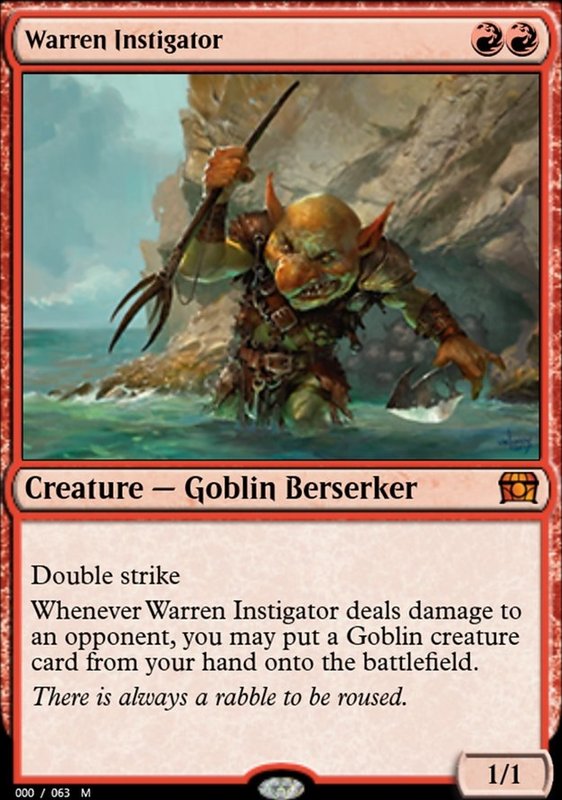 Warren Instigator
Creature — Goblin Berserker
Double strike
Whenever Warren Instigator deals damage to
an opponent, you may put a Goblin creature
card from your hand onto the battlefield.
There is always a rabble to be roused.
1/1
000 / 063 M